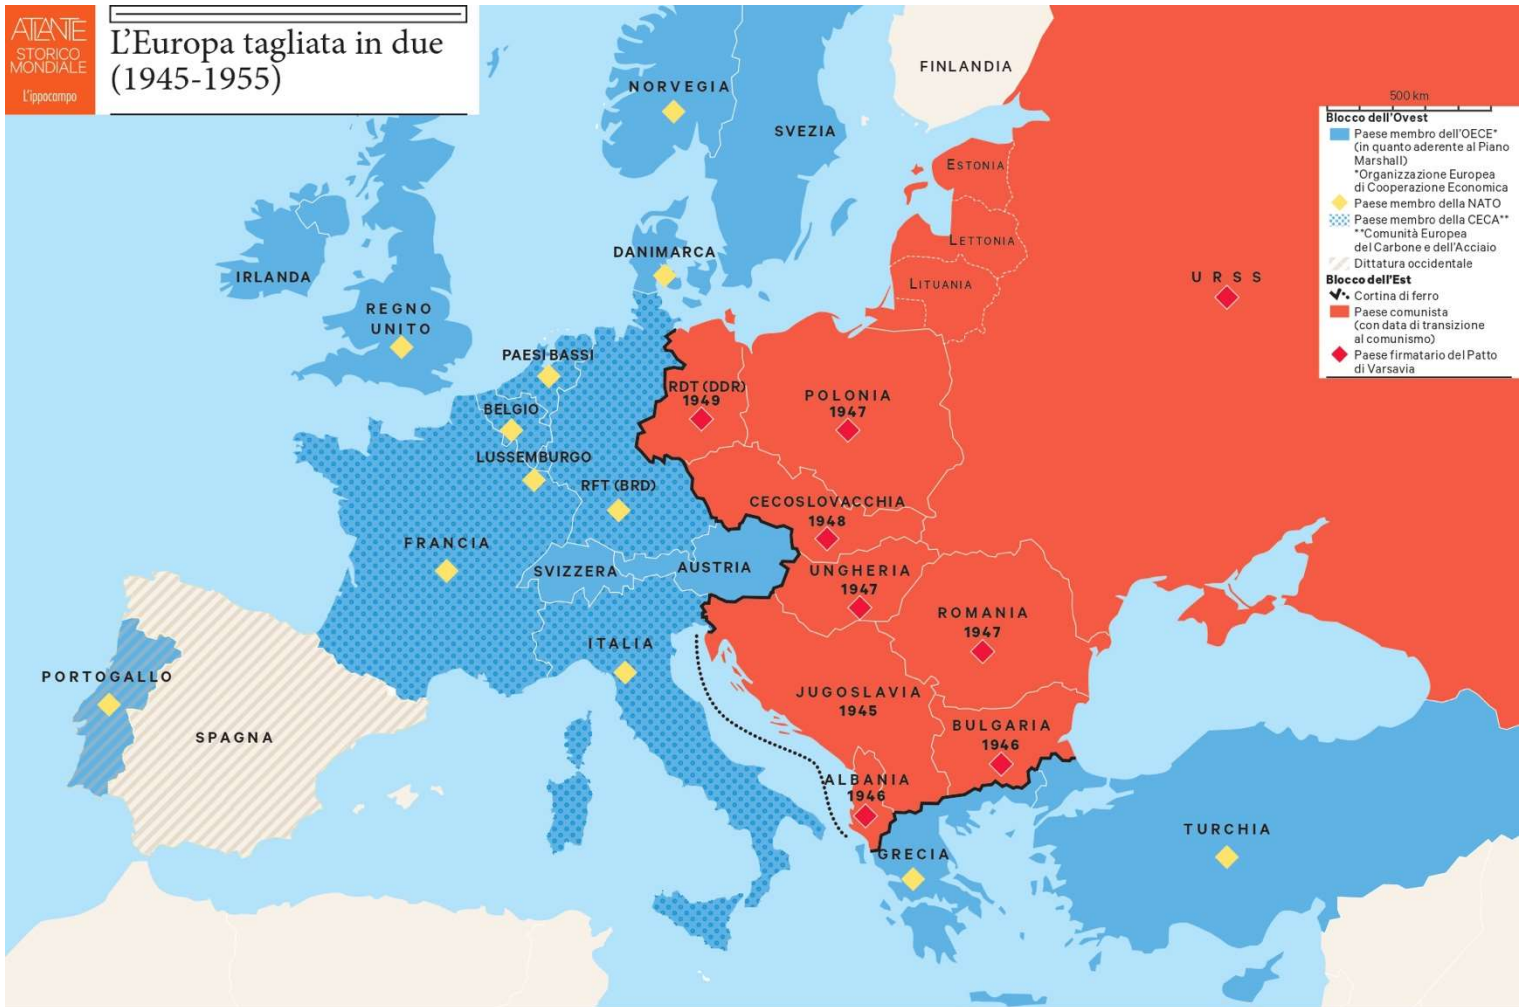 ATLANTE
STORICO
MONDIALE
L'ippocampo
L'Europa tagliata in due
(1945-1955)
FINLANDIA
NORVEGIA
SVEZIA
ESTONIA
LETTONIA
LITUANIA
URSS
DANIMARCA
IRLANDA
REGNO
UNITO
PAESI BASSI
BELGIO
LUSSEMBURGO
RFT (BRD)
RDT (DDR)
1949
POLONIA
1947
CECOSLOVACCHIA
1948
FRANCIA
SVIZZERA
AUSTRIA
UNGHERIA
1947
ROMANIA
1947
ITALIA
PORTOGALLO
SPAGNA
JUGOSLAVIA
1945
BULGARIA
1946
ALBANIA
1946
GRECIA
TURCHIA
500 km
Blocco dell'Ovest
Paese membro dell'OECE*
(in quanto aderente al Piano
Marshall)
*Organizzazione Europea
di Cooperazione Economica
Paese membro della NATO
Paese membro della CECA**
**Comunità Europea
del Carbone e dell'Acciaio
Dittatura occidentale
Blocco dell'Est
Cortina di ferro
Paese comunista
(con data di transizione
al comunismo)
Paese firmatario del Patto
di Varsavia